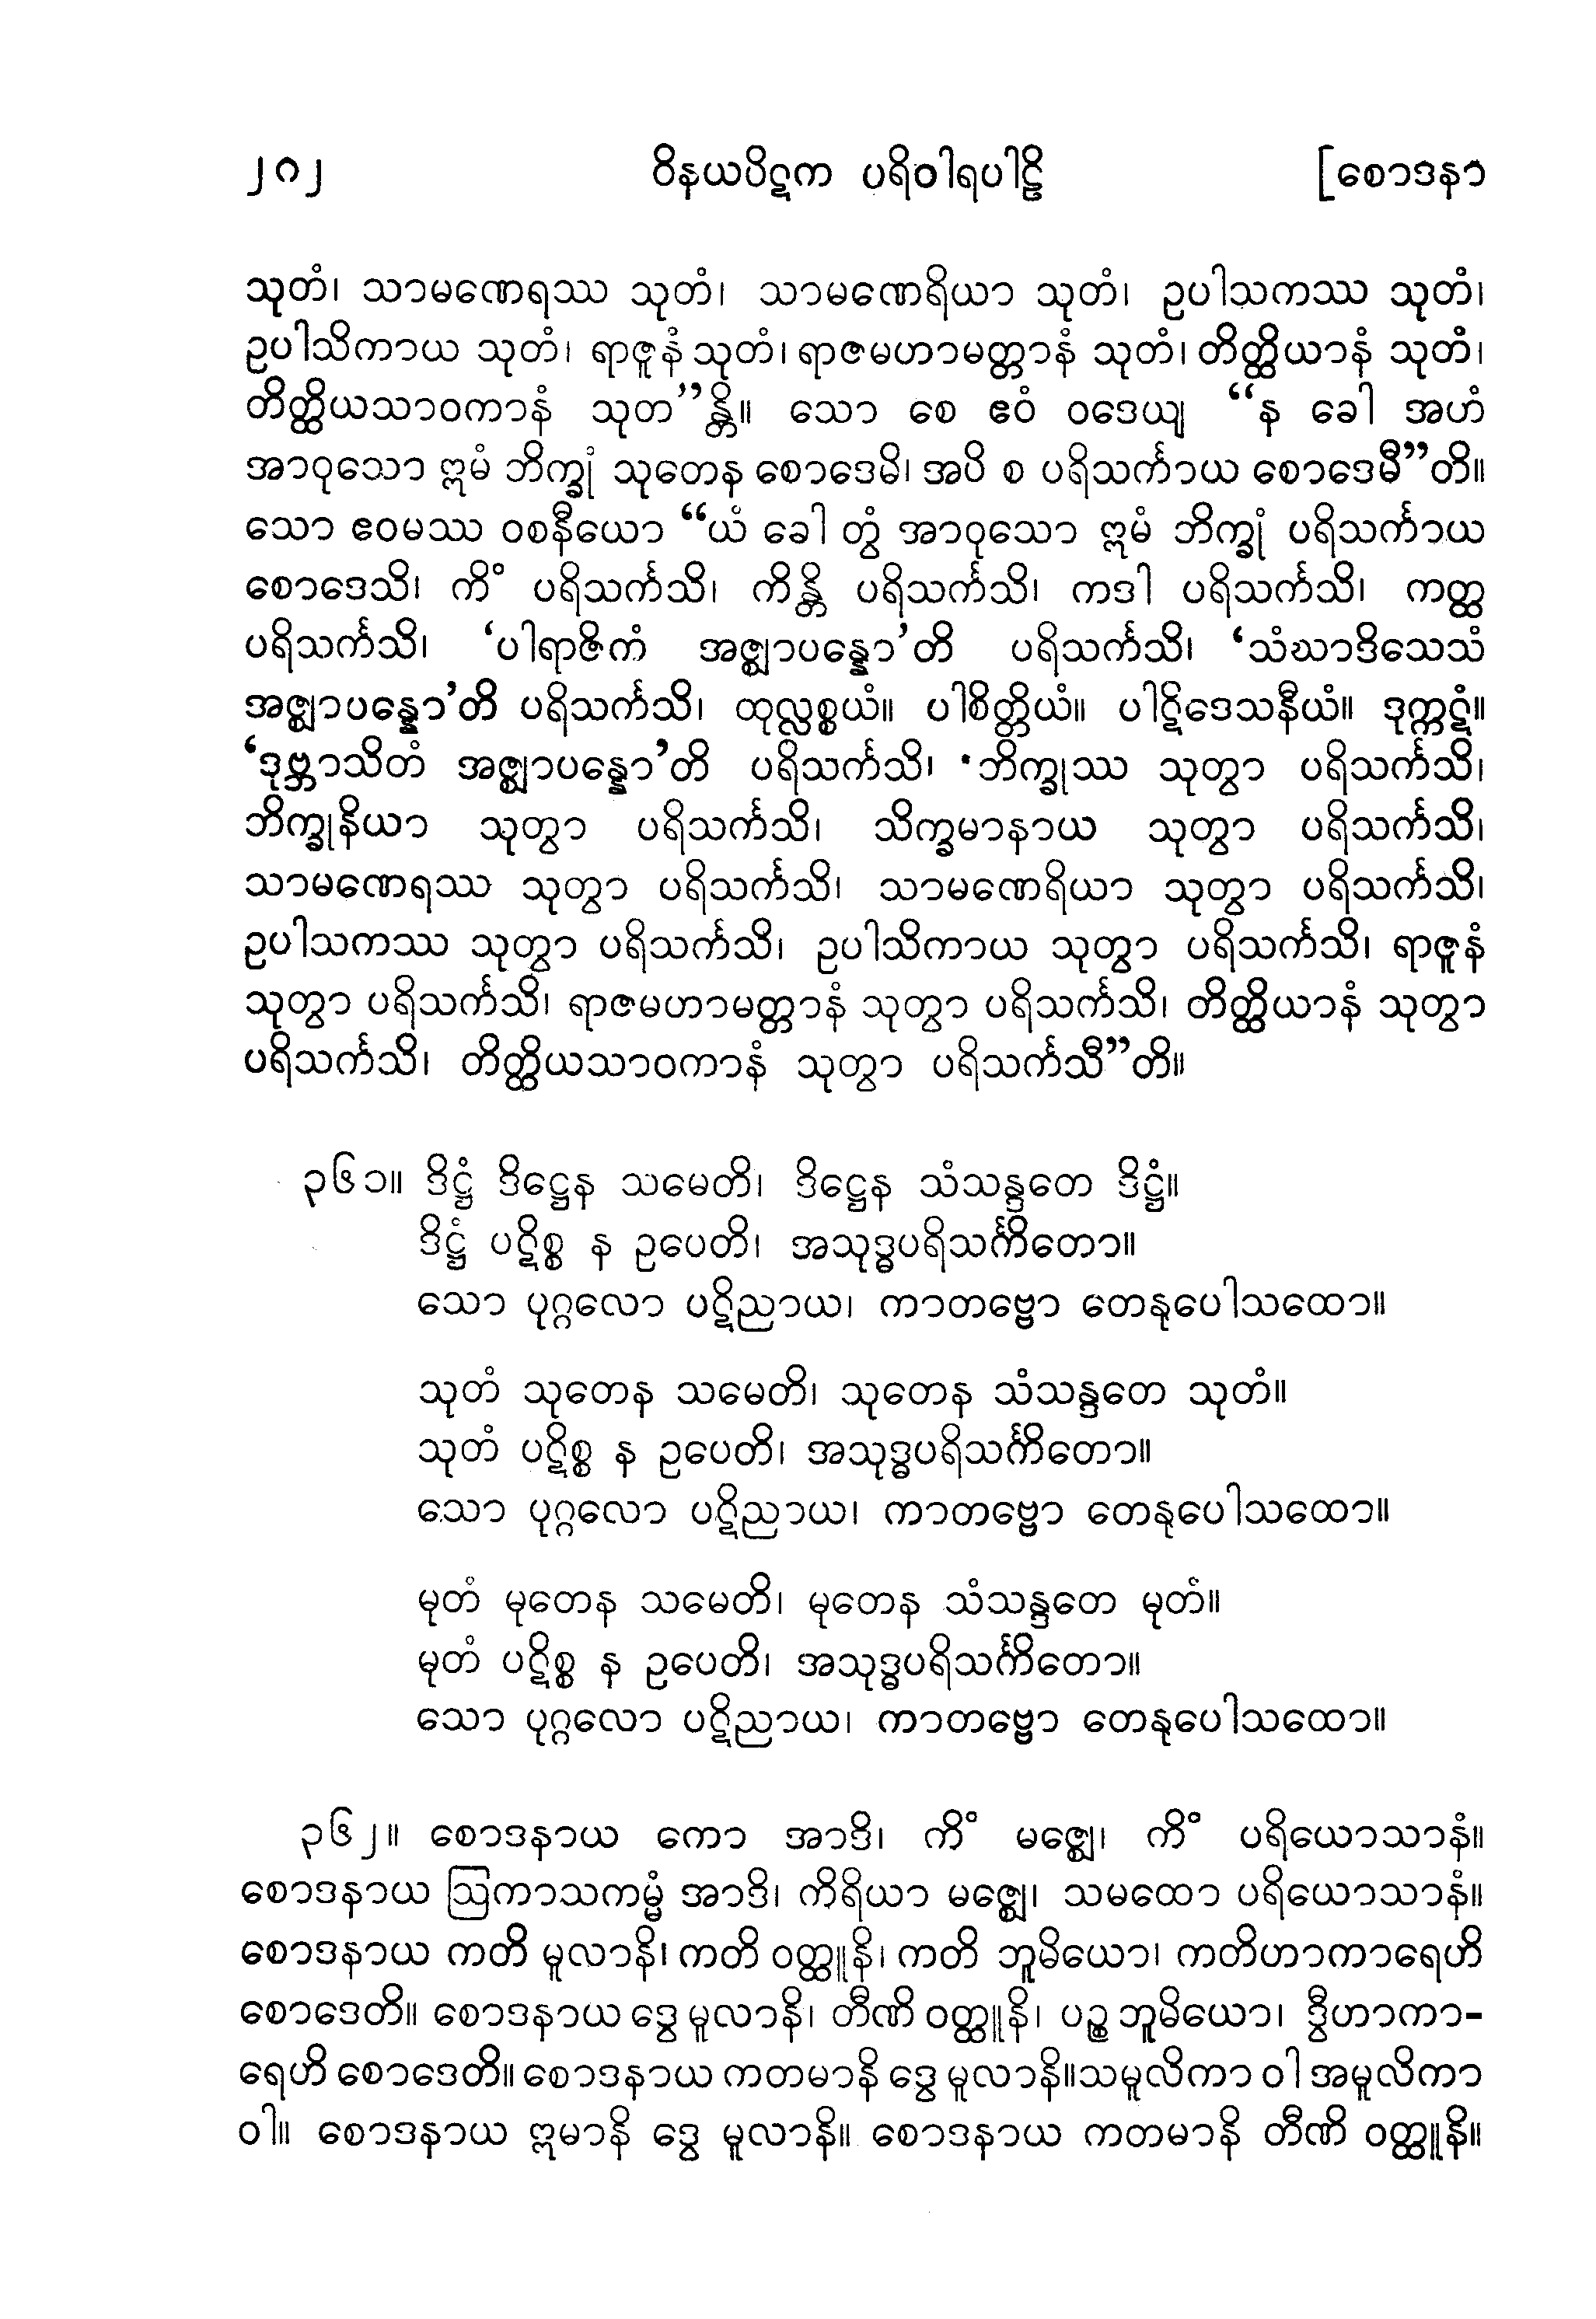 ၂၈၂ ဝိနယပိဋက ပရိဝါရပါဠိ [စောဒနာ
သုတံ၊ သာမဏေရဿ သုတံ၊ သာမဏေရိယာ သုတံ၊ ဥပါသကဿ သုတံ၊
ဥပါသိကာယ သုတံ၊ ရာဇူနံ သုတံ၊ ရာဇမဟာမတ္တာနံ သုတံ၊ တိတ္ထိယာနံ သုတံ၊
တိတ္ထိယသာဝကာနံ သုတ”န္တိ။ သော စေ ဧဝံ ဝဒေယျ “န ခေါ အဟံ
အာဝုသော ဣမံ ဘိက္ခုံ သုတေန စောဒေမိ၊ အပိ စ ပရိသင်္ကာယ စောဒေမီ”တိ။
သော ဧဝမဿ ဝစနီယော “ယံ ခေါ တွံ အာဝုသော ဣမံ ဘိက္ခုံ ပရိသင်္ကာယ
စောဒေသိ၊ ကိံ ပရိသင်္ကသိ၊ ကိန္တိ ပရိသင်္ကသိ၊ ကဒါ ပရိသင်္ကသိ၊ ကတ္ထ
ပရိသင်္ကသိ၊ ‘ပါရာဇိကံ အဇ္ဈာပန္နော’တိ ပရိသင်္ကသိ၊ ‘သံဃာဒိသေသံ
အဇ္ဈာပန္နော’တိ ပရိသင်္ကသိ၊ ထုလ္လစ္စယံ။ ပါစိတ္တိယံ။ ပါဋိဒေသနီယံ။ ဒုက္ကဋံ။
‘ဒုဗ္ဘာသိတံ အဇ္ဈာပန္နော’တိ ပရိသင်္ကသိ၊ ဘိက္ခုဿ သုတွာ ပရိသင်္ကသိ၊
ဘိက္ခုနိယာ သုတွာ ပရိသင်္ကသိ၊ သိက္ခမာနာယ သုတွာ ပရိသင်္ကသိ၊
သာမဏေရဿ သုတွာ ပရိသင်္ကသိ၊ သာမဏေရိယာ သုတွာ ပရိသင်္ကသိ၊
ဥပါသကဿ သုတွာ ပရိသင်္ကသိ၊ ဥပါသိကာယ သုတွာ ပရိသင်္ကသိ၊ ရာဇူနံ
သုတွာ ပရိသင်္ကသိ၊ ရာဇမဟာမတ္တာနံ သုတွာ ပရိသင်္ကသိ၊ တိတ္ထိယာနံ သုတွာ
ပရိသင်္ကသိ၊ တိတ္ထိယသာဝကာနံ သုတွာ ပရိသင်္ကသီ”တိ။
၃၆၁။ ဒိဋ္ဌံ ဒိဋ္ဌေန သမေတိ၊ ဒိဋ္ဌေန သံသန္ဒတေ ဒိဋ္ဌံ။
ဒိဋ္ဌံ ပဋိစ္စ န ဥပေတိ၊ အသုဒ္ဓပရိသင်္ကိတော။
သော ပုဂ္ဂလော ပဋိညာယ၊ ကာတဗ္ဗော တေနုပေါသထော။
သုတံ သုတေန သမေတိ၊ သုတေန သံသန္ဒတေ သုတံ။
သုတံ ပဋိစ္စ န ဥပေတိ၊ အသုဒ္ဓပရိသင်္ကိတော။
သော ပုဂ္ဂလော ပဋိညာယ၊ ကာတဗ္ဗော တေနုပေါသထော။
မုတံ မုတေန သမေတိ၊ မုတေန သံသန္ဒတေ မုတံ။
မုတံ ပဋိစ္စ န ဥပေတိ၊ အသုဒ္ဓပရိသင်္ကိတော။
သော ပုဂ္ဂလော ပဋိညာယ၊ ကာတဗ္ဗော တေနုပေါသထော။
၃၆၂။ စောဒနာယ ကော အာဒိ၊ ကိံ မဇ္ဈေ၊ ကိံ ပရိယောသာနံ။
စောဒနာယ ဩကာသကမ္မံ အာဒိ၊ ကိရိယာ မဇ္ဈေ၊ သမထော ပရိယောသာနံ။
စောဒနာယ ကတိ မူလာနိ၊ ကတိ ဝတ္ထူနိ၊ ကတိ ဘူမိယော၊ ကတိဟာကာရေဟိ
စောဒေတိ။ စောဒနာယ ဒွေ မူလာနိ၊ တီဏိ ဝတ္ထူနိ၊ ပဉ္စ ဘူမိယော၊ ဒွီဟာကာ-
ရေဟိ စောဒေတိ။ စောဒနာယ ကတမာနိ ဒွေ မူလာနိ။သမူလိကာ ဝါ အမူလိကာ
ဝါ။ စောဒနာယ ဣမာနိ ဒွေ မူလာနိ။ စောဒနာယ ကတမာနိ တီဏိ ဝတ္ထူနိ။